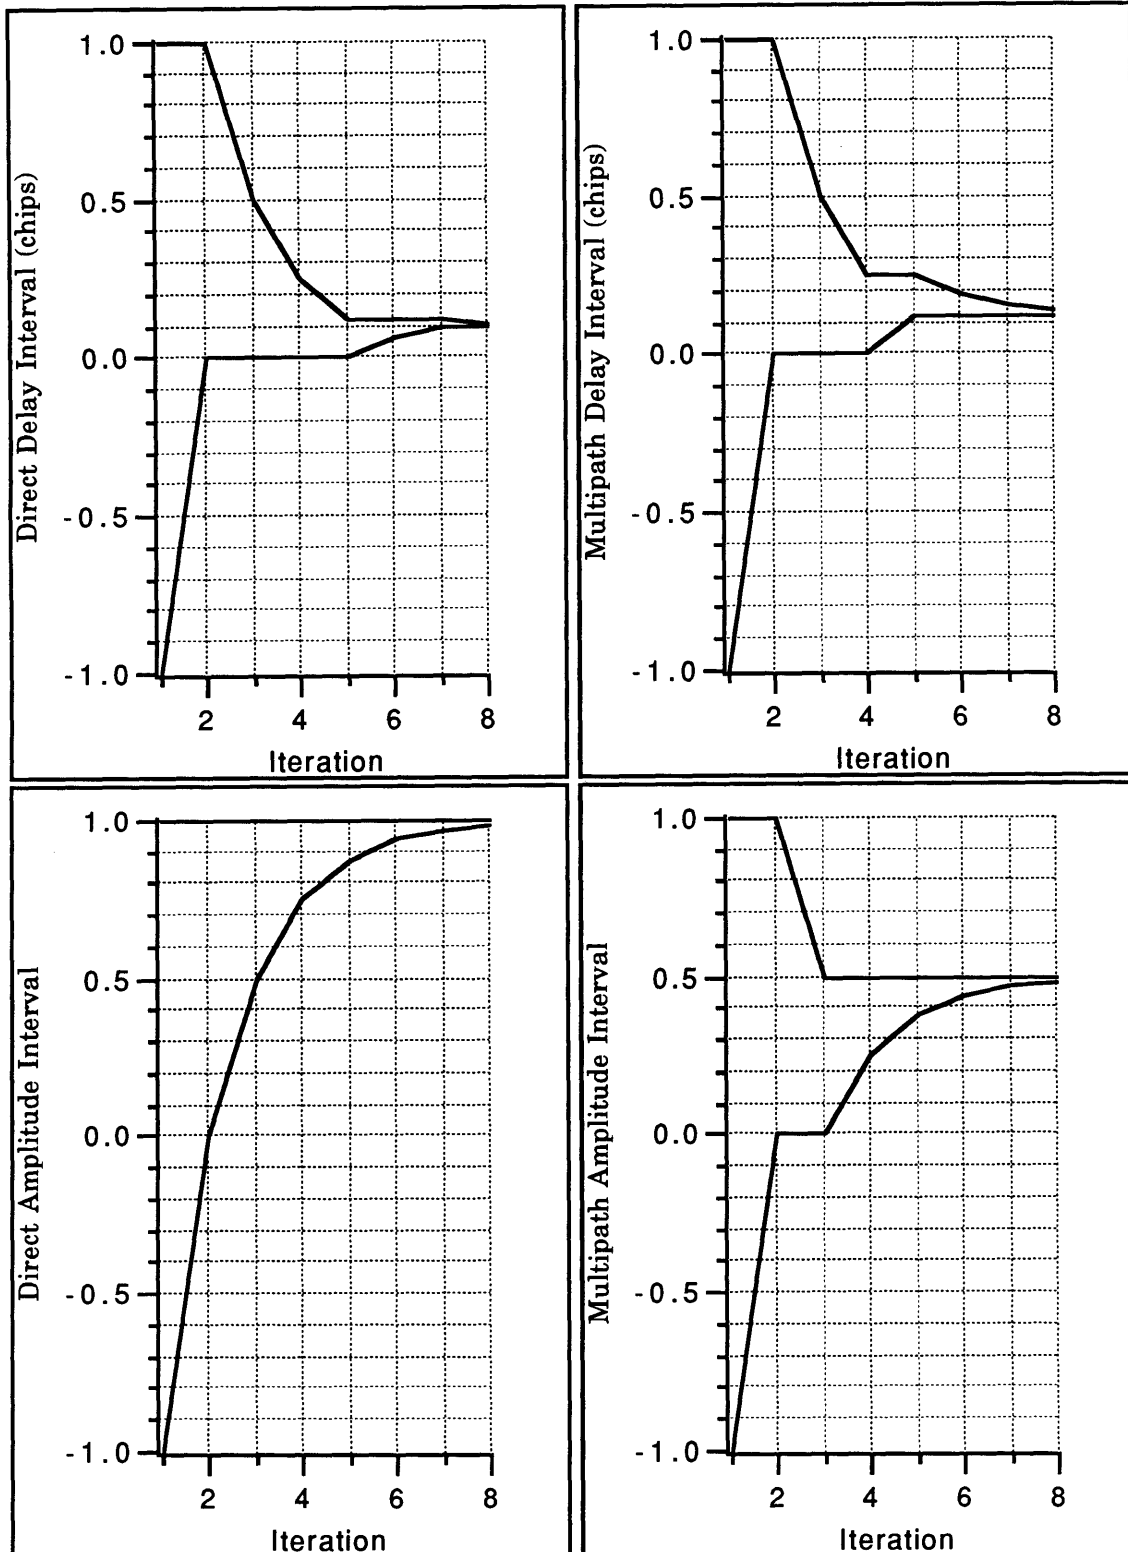 Direct Delay Interval (chips)
1.0
0.5
0.0
-0.5
-1.0
2 4 6 8
Iteration
Multipath Delay Interval (chips)
1.0
0.5
0.0
-0.5
-1.0
2 4 6 8
Iteration
Direct Amplitude Interval
1.0
0.5
0.0
-0.5
-1.0
2 4 6 8
Iteration
Multipath Amplitude Interval
1.0
0.5
0.0
-0.5
-1.0
2 4 6 8
Iteration